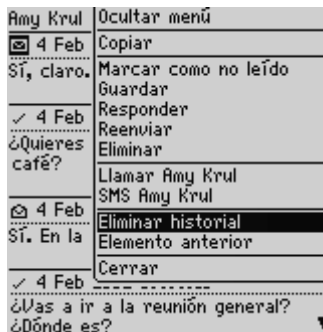 Amy Krul
Ocultar menú
4 Feb
Copiar
Sí, claro.
Marcar como no leído
Guardar
Responder
Reenviar
Eliminar
4 Feb
¿Quieres
café?
Llamar Amy Krul
SMS Amy Krul
4 Feb
Eliminar historial
Sí. En la
Elemento anterior
Cerrar
4 Feb
¿Vas a ir a la reunión general?
¿Dónde es?